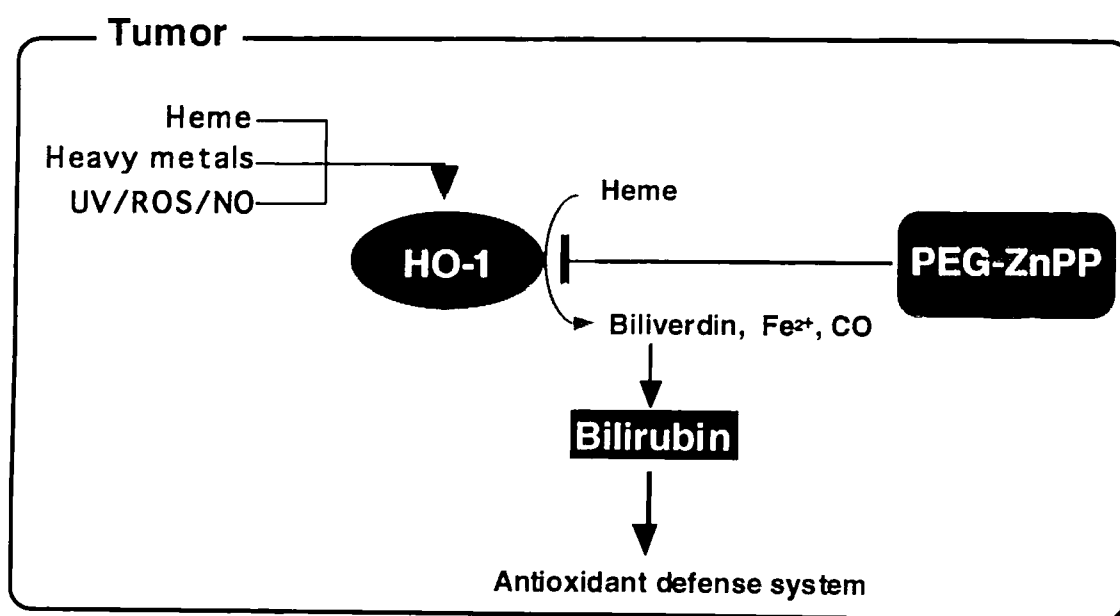 Tumor
Heme
Heavy metals
UV/ROS/NO
HO-1
Heme
PEG-ZnPP
Biliverdin, Fe²⁺, CO
Bilirubin
Antioxidant defense system